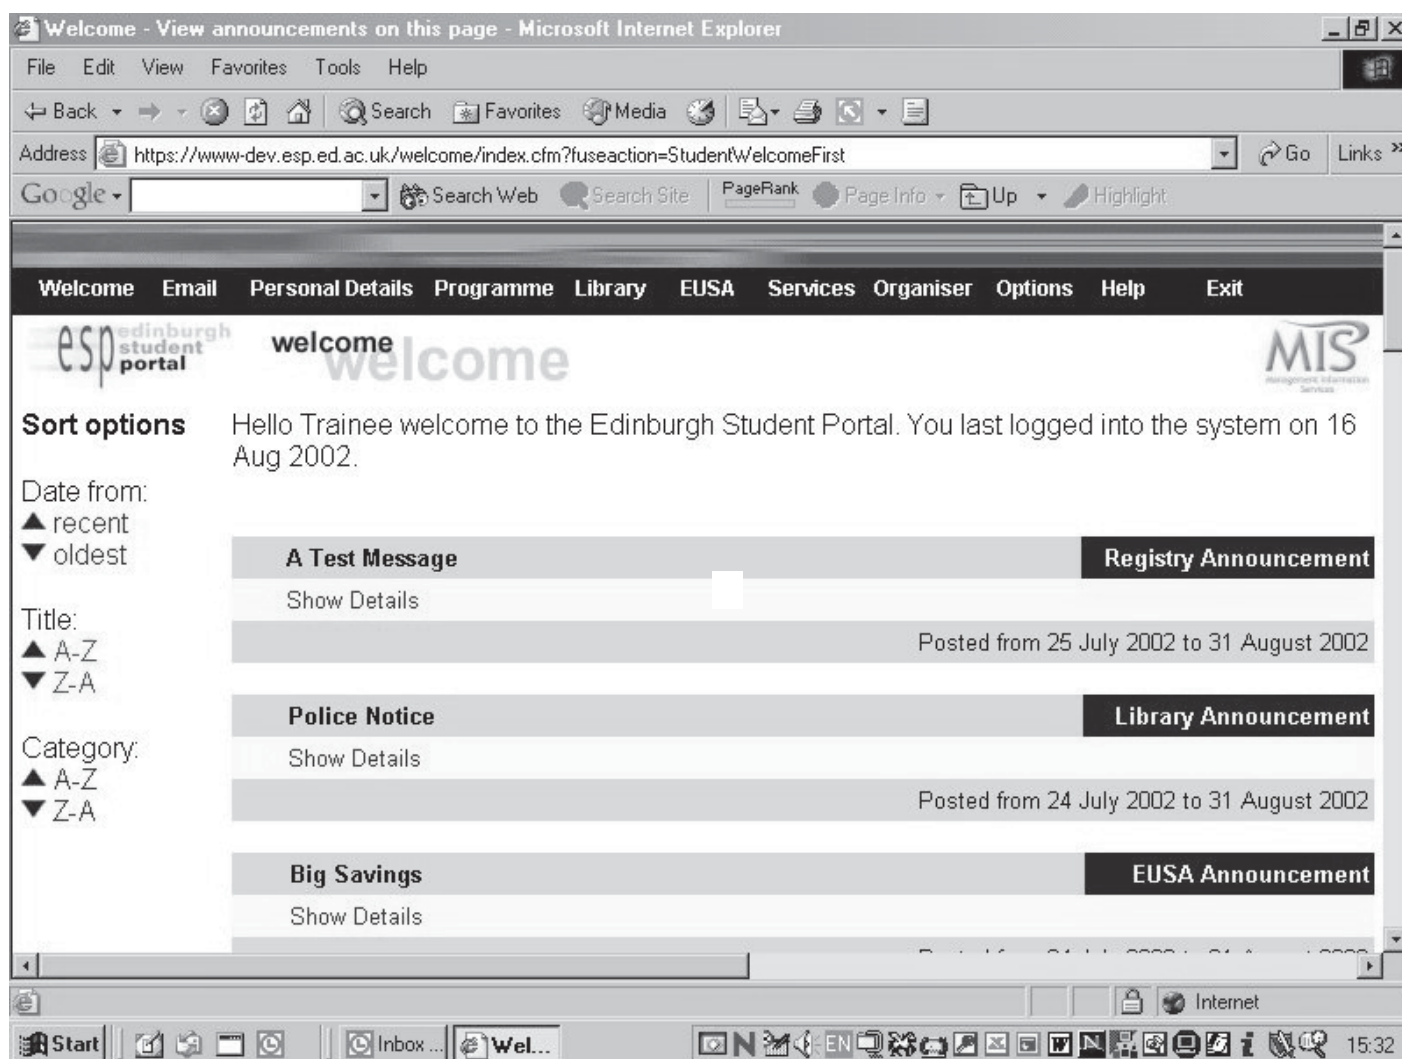 Welcome - View announcements on this page - Microsoft Internet Explorer
File Edit View Favorites Tools Help
Back Search Favorites Media
Address https://www-dev.esp.ed.ac.uk/welcome/index.cfm?fuseaction=StudentWelcomeFirst Go Links »
Google Search Web Search Site PageRank Page Info Up Highlight
Welcome Email Personal Details Programme Library EUSA Services Organiser Options Help Exit
esp edinburgh student portal
welcome
welcome
MIS
Management Information
Services
Sort options
Hello Trainee welcome to the Edinburgh Student Portal. You last logged into the system on 16
Aug 2002.
Date from:
▲ recent
▼ oldest
Title:
▲ A-Z
▼ Z-A
Category:
▲ A-Z
▼ Z-A
A Test Message Registry Announcement
Show Details
Posted from 25 July 2002 to 31 August 2002
Police Notice Library Announcement
Show Details
Posted from 24 July 2002 to 31 August 2002
Big Savings EUSA Announcement
Show Details
Internet
Start Inbox ... Wel... EN 15:32